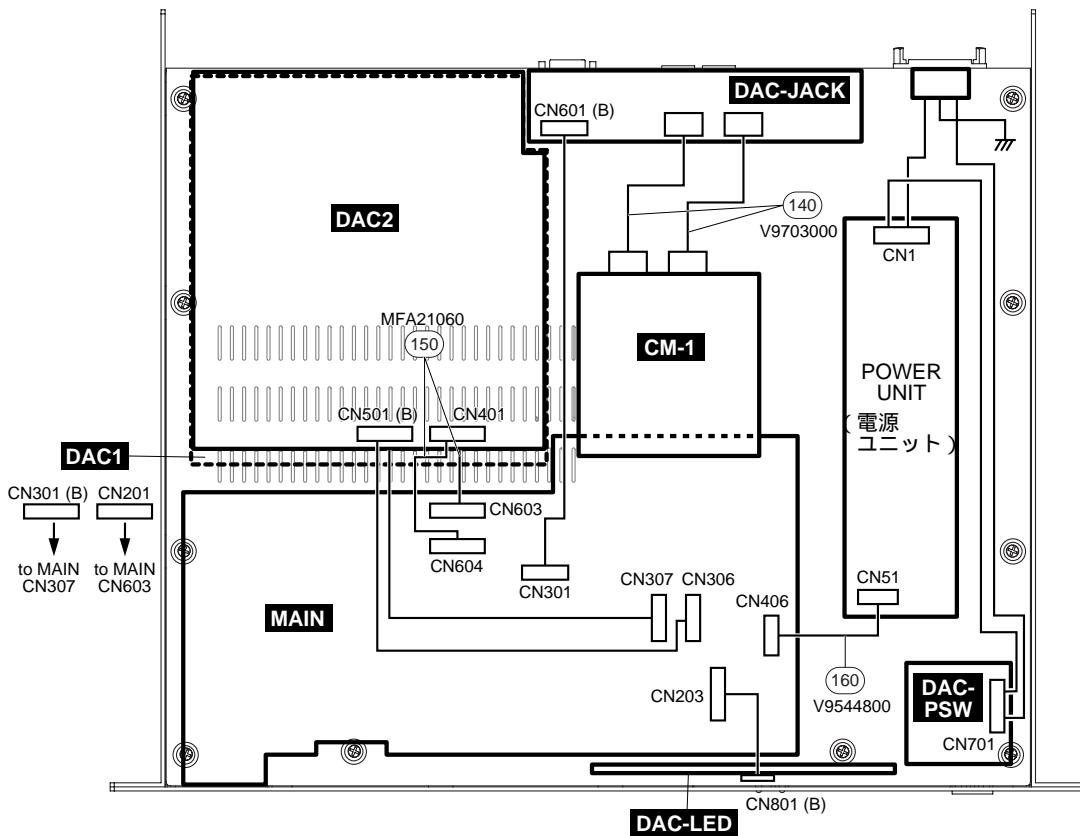 DAC-JACK
CN601 (B)
DAC2
140
V9703000
CN1
MFA21060
150
CM-1
POWER
UNIT
(電源
ユニット)
CN501 (B)
CN401
DAC1
CN301 (B)
CN201
CN603
to MAIN
CN307
to MAIN
CN603
CN604
CN301
CN307
CN306
CN51
CN406
MAIN
160
V9544800
CN203
DAC-
PSW
CN701
CN801 (B)
DAC-LED